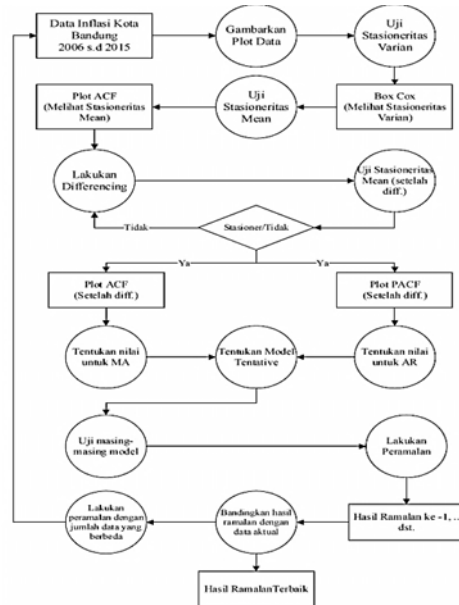 Data Inflasi Kota
Bandung
2006 s.d 2015
Gambarkan
Plot Data
Uji
Stasioneritas
Varian
Plot ACF
(Melihat Stasioneritas
Mean)
Uji
Stasioneritas
Mean
Box Cox
(Melihat Stasioneritas
Varian)
Lakukan
Differencing
Uji Stasioneritas
Mean (setelah
diff.)
Tidak
Stasioner/Tidak
Ya
Ya
Plot ACF
(Setelah diff.)
Plot PACF
(Setelah diff.)
Tentukan nilai
untuk MA
Tentukan Model
Tentative
Tentukan nilai
untuk AR
Uji masing-
masing model
Lakukan
Peramalan
Lakukan
peramalan dengan
jumlah data yang
berbeda
Bandingkan hasil
ramalan dengan
data aktual
Hasil Ramalan ke -1, ..
dst.
Hasil RamalanTerbaik